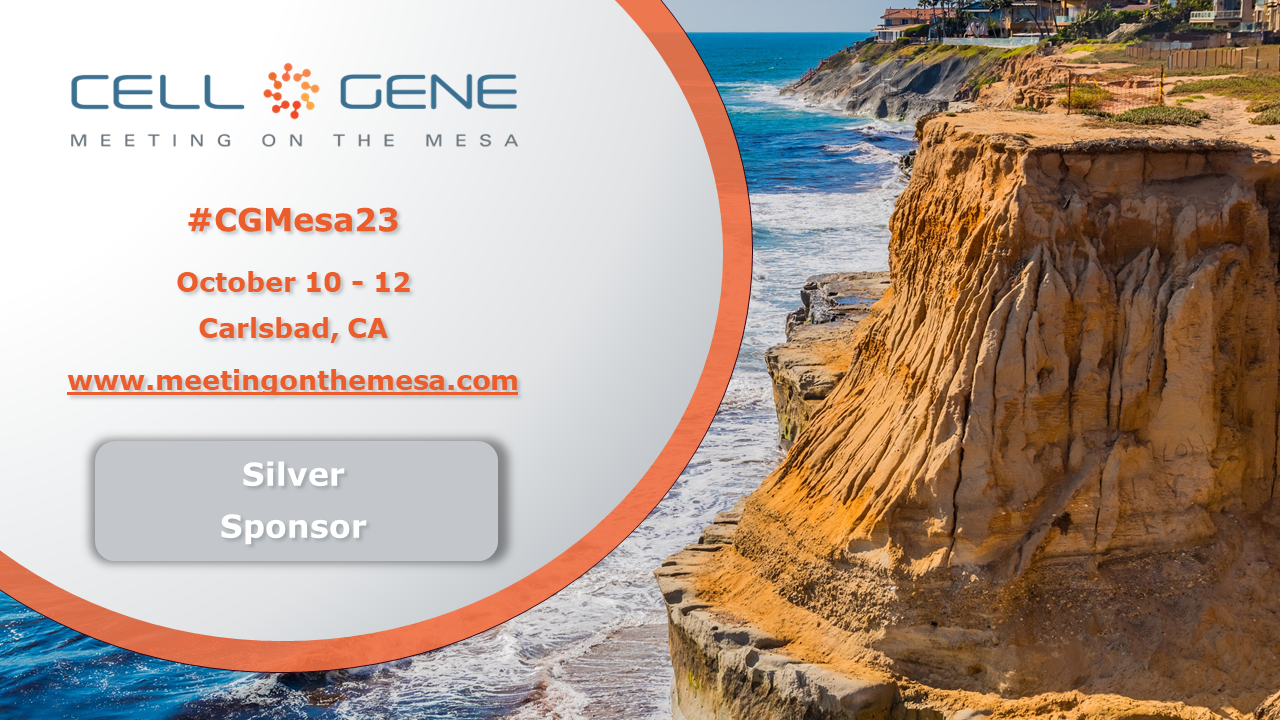 CELL GENE
MEETING ON THE MESA
#CGMesa23
October 10 - 12
Carlsbad, CA
www.meetingonthemesa.com
Silver
Sponsor